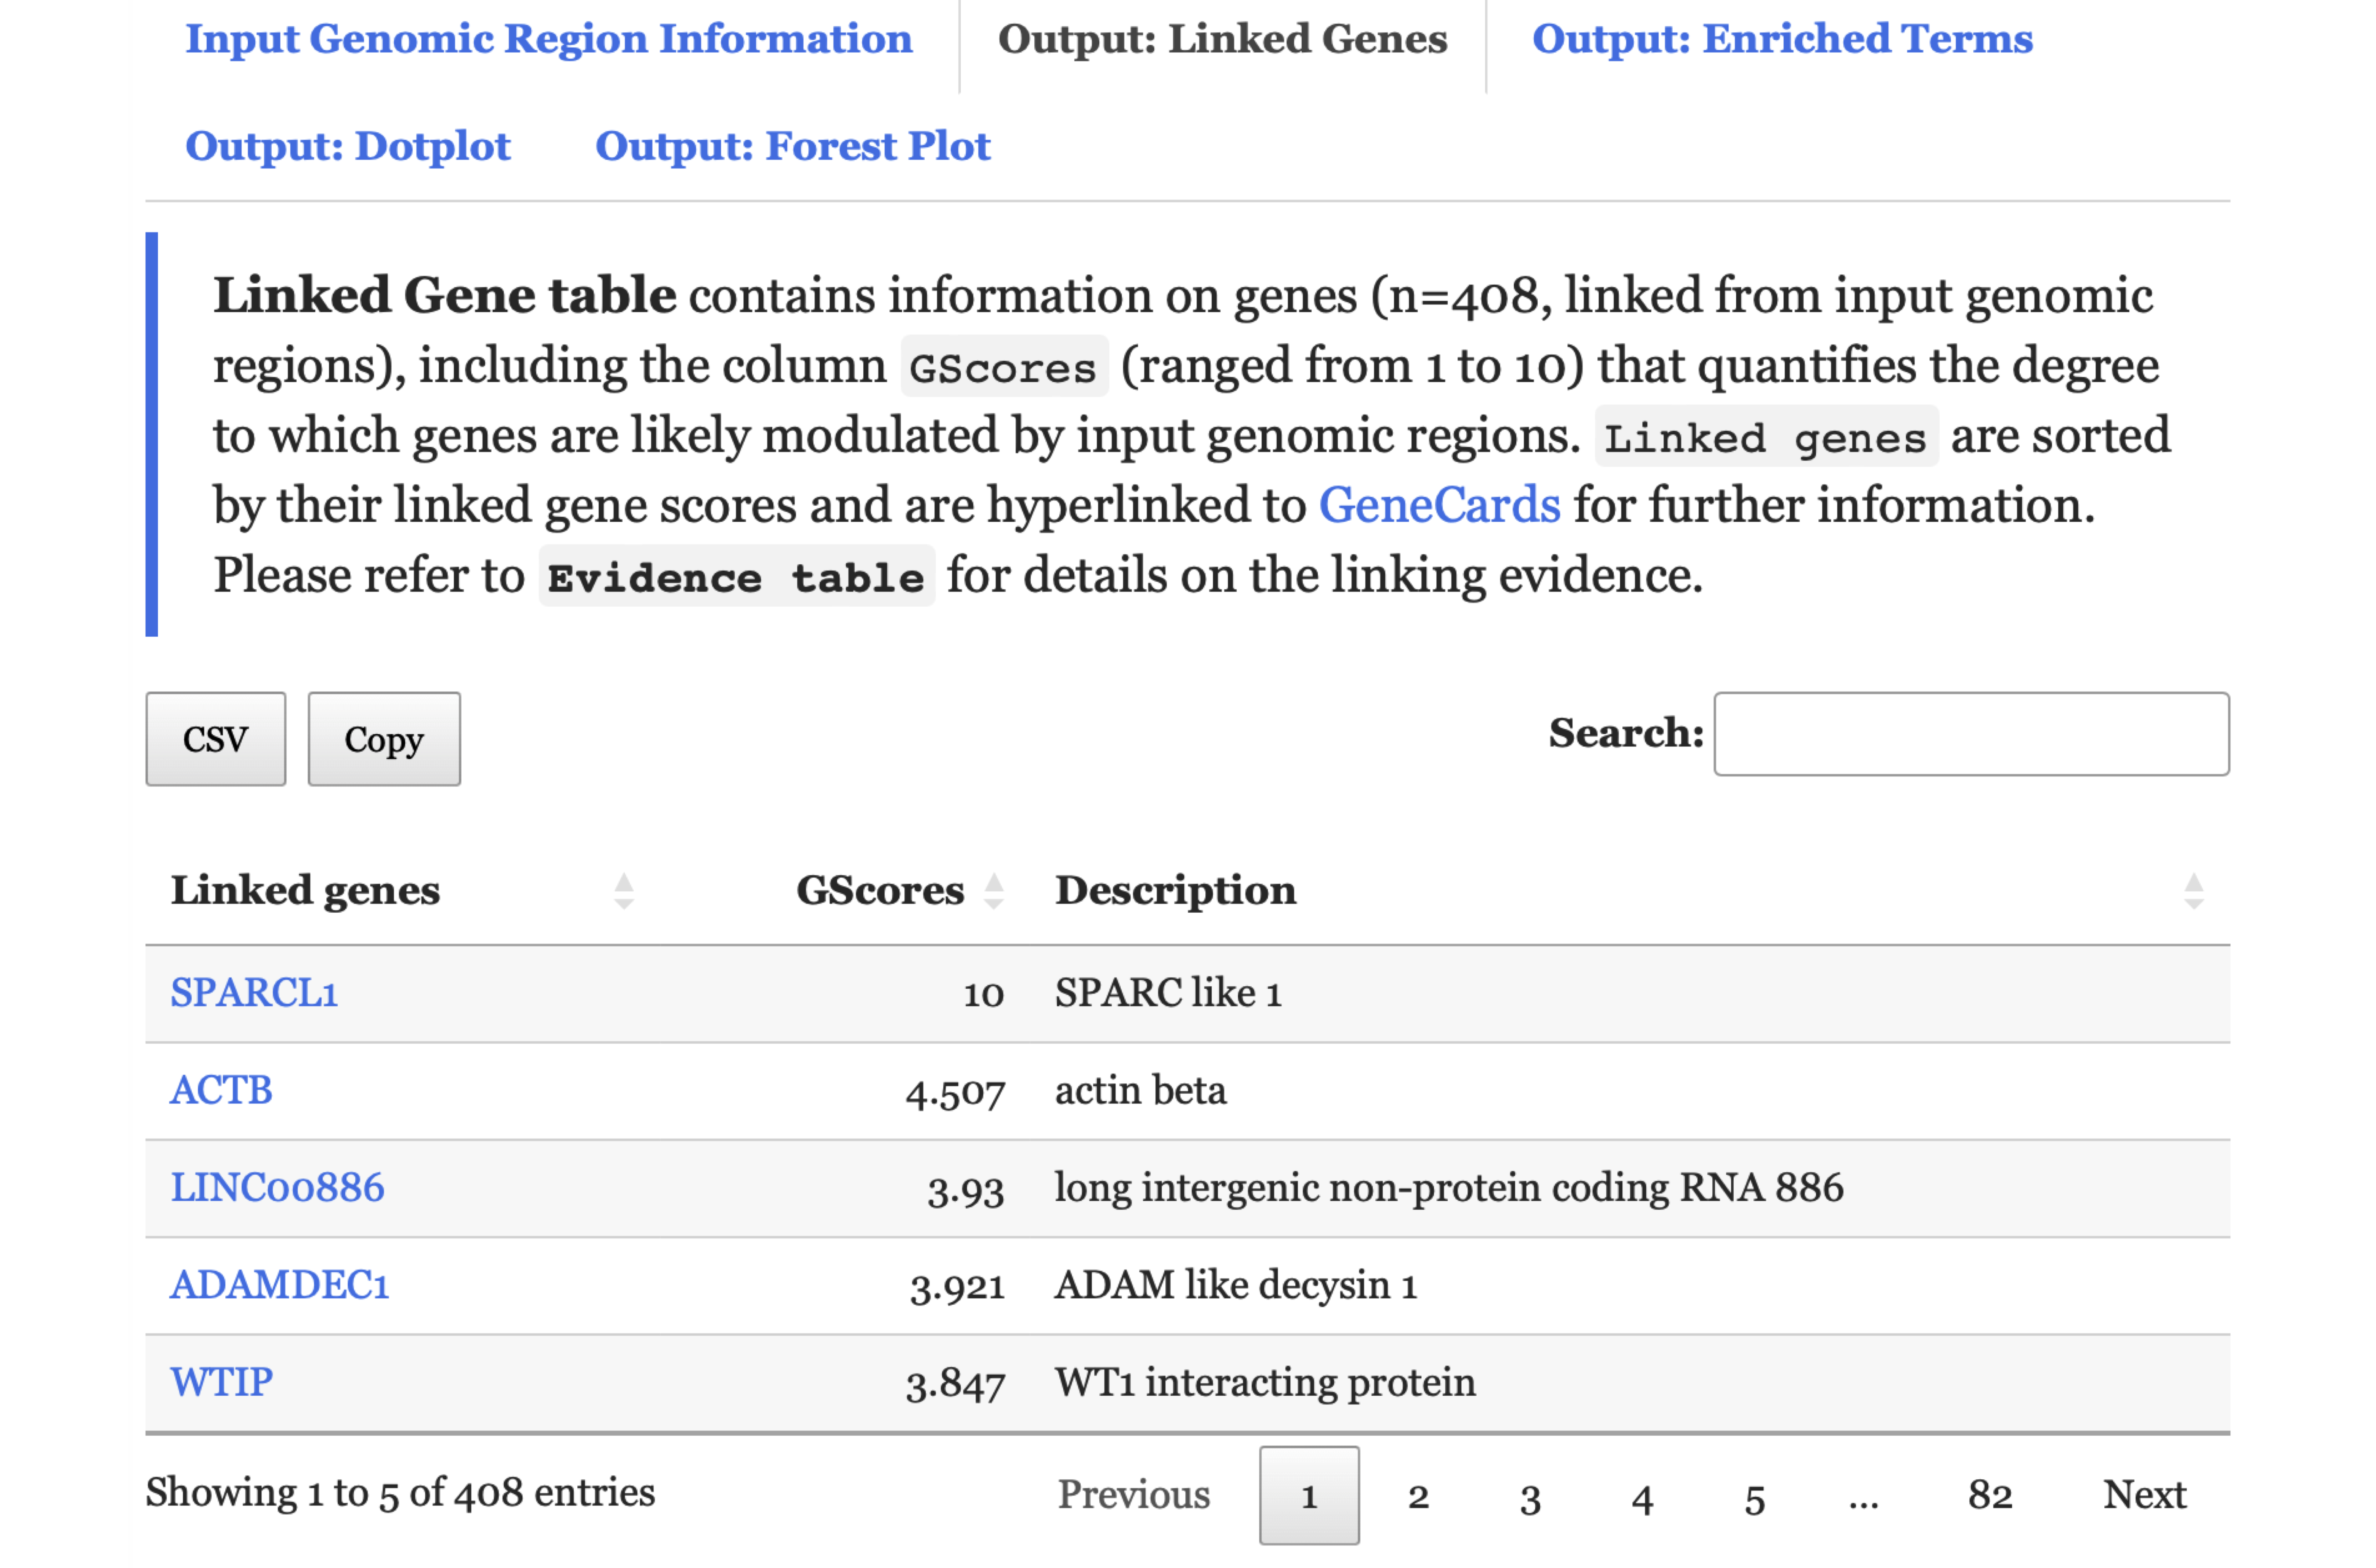 Input Genomic Region Information Output: Linked Genes Output: Enriched Terms
Output: Dotplot Output: Forest Plot
Linked Gene table contains information on genes (n=408, linked from input genomic
regions), including the column GScores (ranged from 1 to 10) that quantifies the degree
to which genes are likely modulated by input genomic regions. Linked genes are sorted
by their linked gene scores and are hyperlinked to GeneCards for further information.
Please refer to Evidence table for details on the linking evidence.
CSV Copy Search:
Linked genes GScores Description
SPARCL1 10 SPARC like 1
ACTB 4.507 actin beta
LINC00886 3.93 long intergenic non-protein coding RNA 886
ADAMDEC1 3.921 ADAM like decysin 1
WTIP 3.847 WT1 interacting protein
Showing 1 to 5 of 408 entries Previous 1 2 3 4 5 ... 82 Next